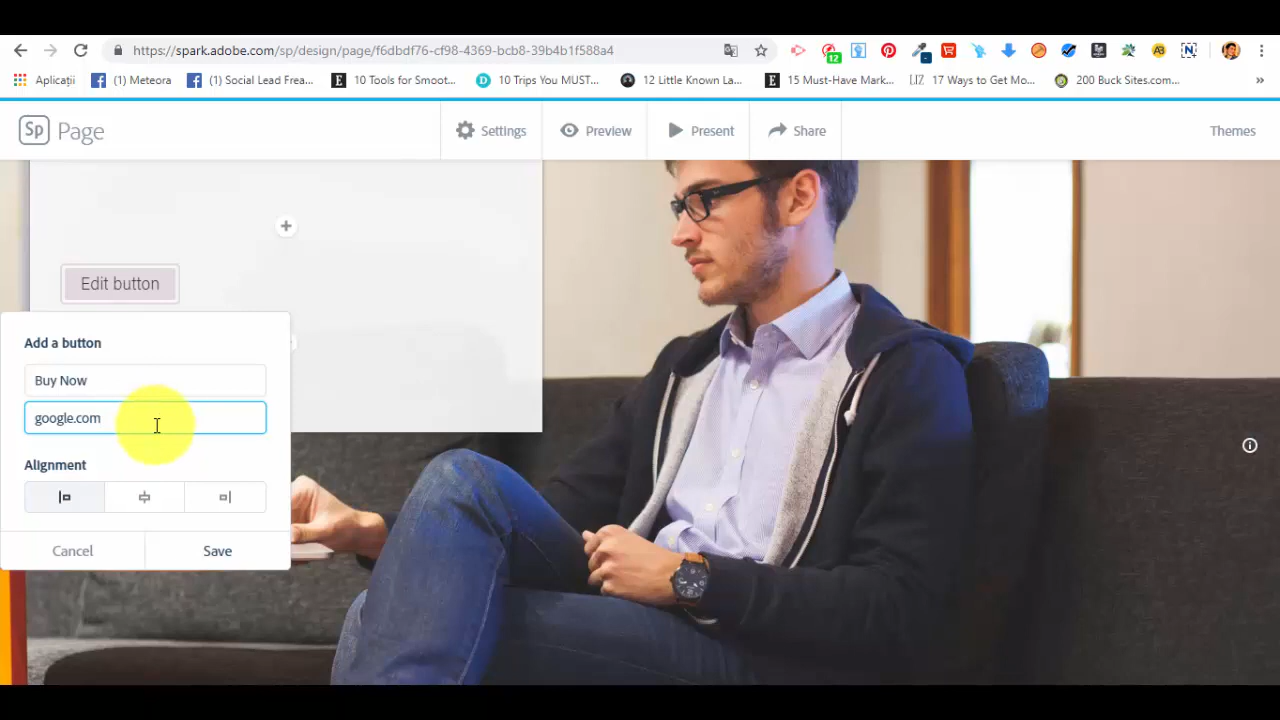 https://spark.adobe.com/sp/design/page/f6dbdf76-cf98-4369-bcb8-39b4b1f588a4
12
AB
N
Aplicații
(1) Meteora
(1) Social Lead Frea...
E
10 Tools for Smoot...
D
10 Trips You MUST...
12 Little Known La...
E
15 Must-Have Mark...
17 Ways to Get Mo...
200 Buck Sites.com...
»
Sp Page
Settings
Preview
Present
Share
Themes
Edit button
Add a button
Buy Now
google.com
Alignment
Cancel
Save